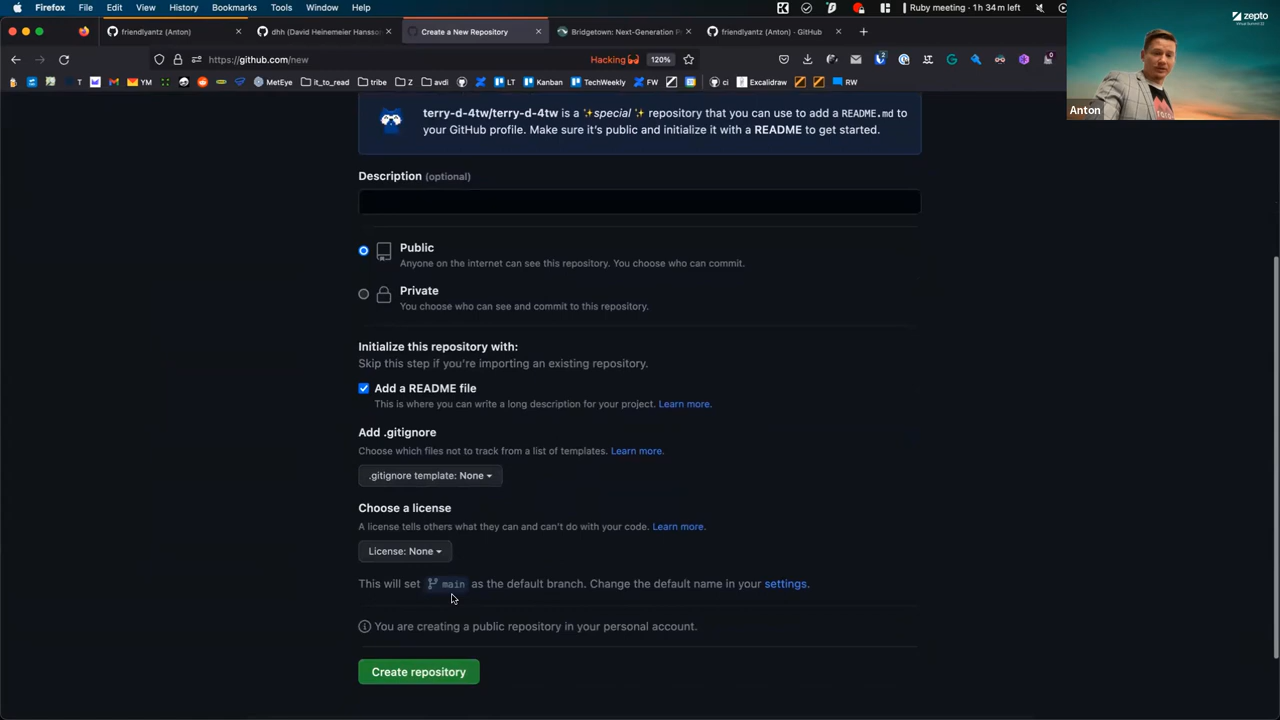 Firefox File Edit View History Bookmarks Tools Window Help
Ruby meeting - 1 h 34 m left
friendlyantz (Anton)
dhh (David Heinemeier Hansso
Create a New Repository
Bridgetown: Next-Generation P
friendlyantz (Anton) · GitHub
https://github.com/new
Hacking
120%
MetEye
it_to_read
tribe
Z
avdl
LT
Kanban
TechWeekly
FW
ci
Excalidraw
RW
zepto
Anton
terry-d-4tw/terry-d-4tw is a ✨special ✨ repository that you can use to add a README.md to
your GitHub profile. Make sure it's public and initialize it with a README to get started.
Description (optional)
Public
Anyone on the internet can see this repository. You choose who can commit.
Private
You choose who can see and commit to this repository.
Initialize this repository with:
Skip this step if you're importing an existing repository.
Add a README file
This is where you can write a long description for your project. Learn more.
Add .gitignore
Choose which files not to track from a list of templates. Learn more.
.gitignore template: None
Choose a license
A license tells others what they can and can't do with your code. Learn more.
License: None
This will set main as the default branch. Change the default name in your settings.
You are creating a public repository in your personal account.
Create repository